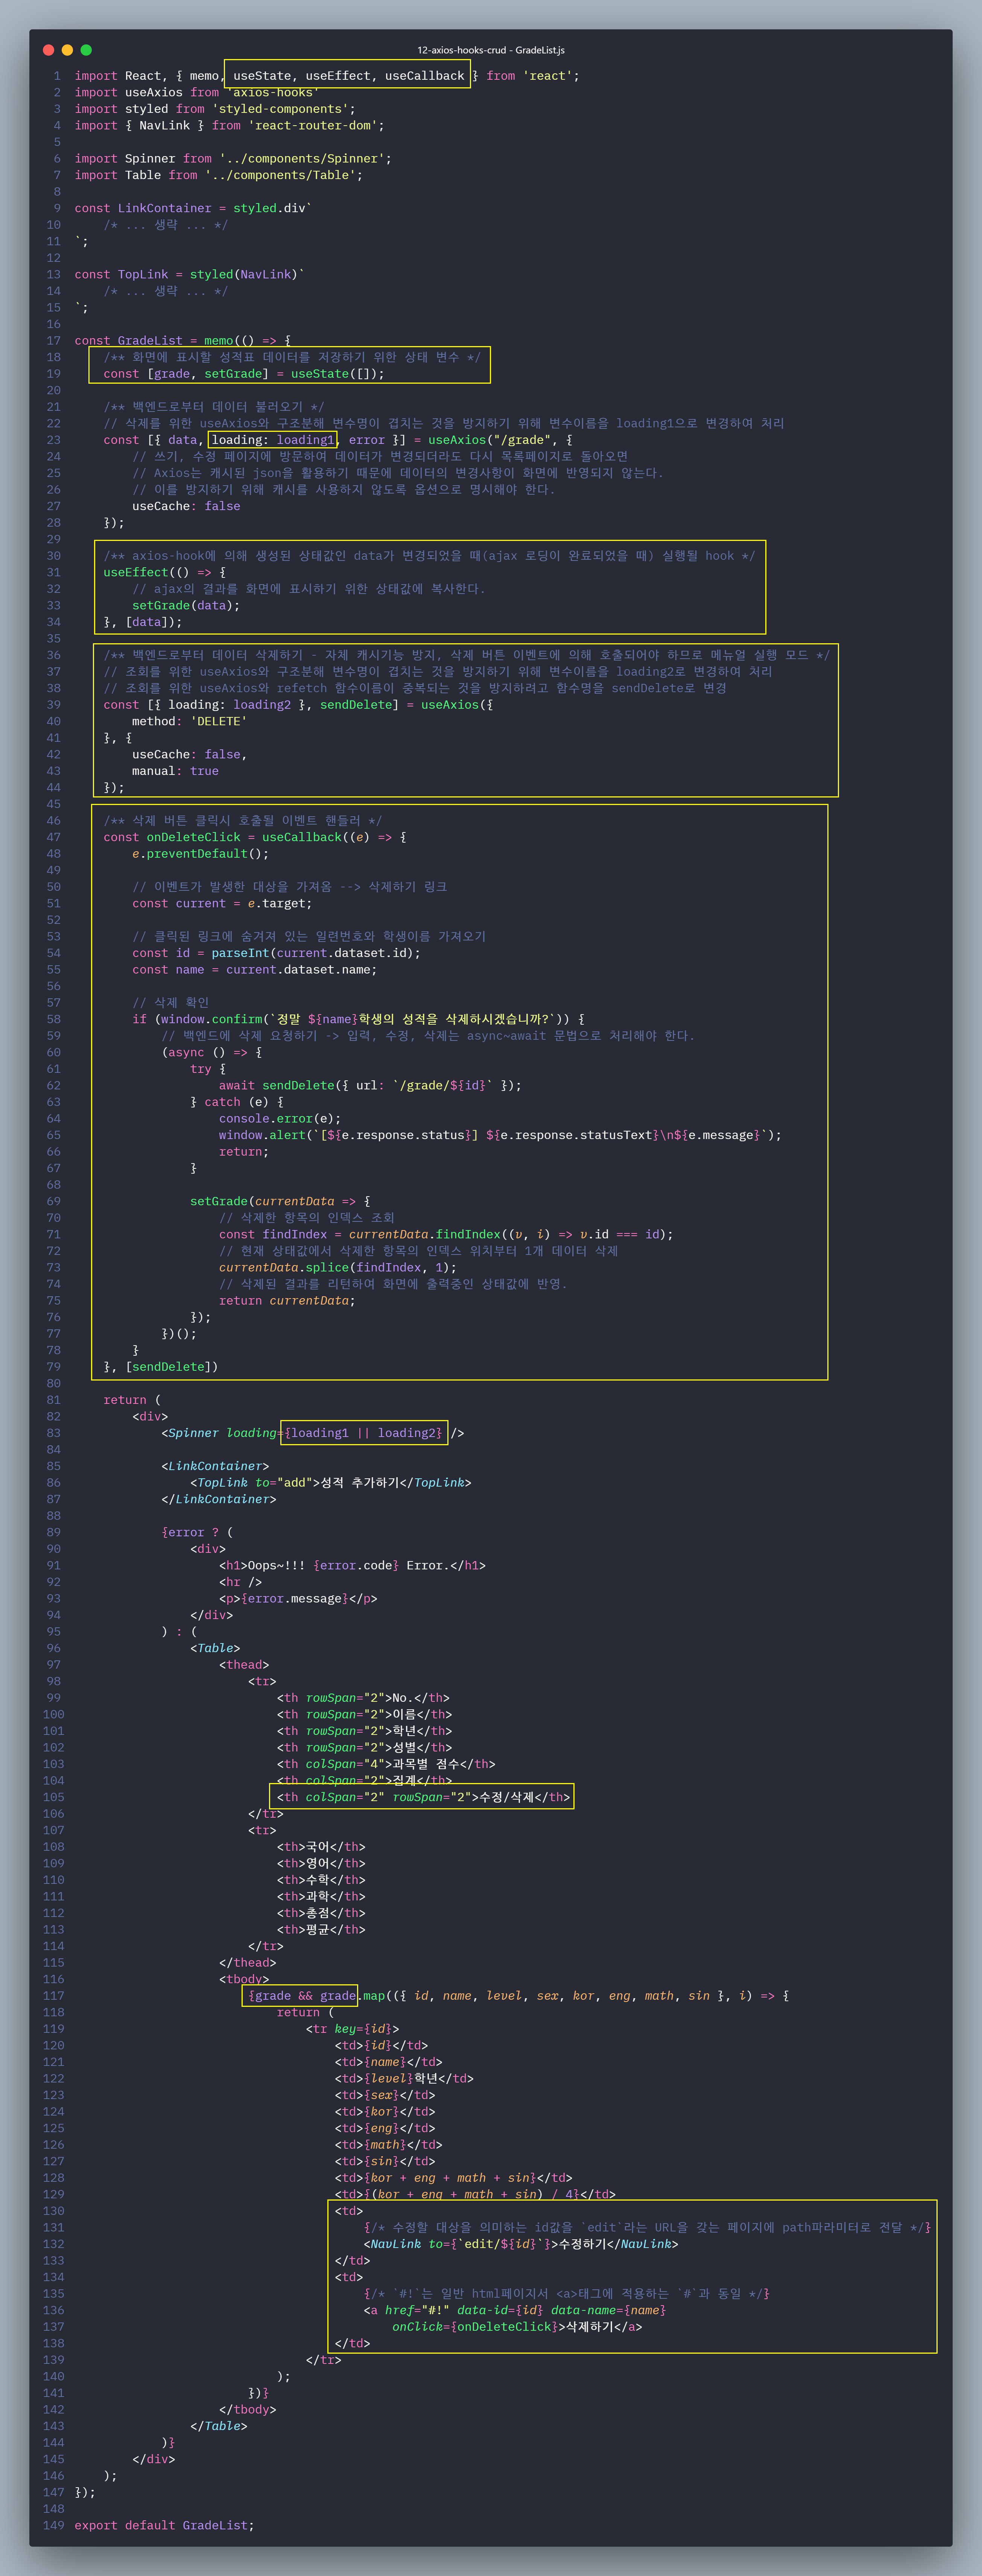 12-axios-hooks-crud - GradeList.js
1 import React, { memo, useState, useEffect, useCallback } from 'react';
2 import useAxios from 'axios-hooks'
3 import styled from 'styled-components';
4 import { NavLink } from 'react-router-dom';
5
6 import Spinner from '../components/Spinner';
7 import Table from '../components/Table';
8
9 const LinkContainer = styled.div`
10     /* ... 생략 ... */
11 `;
12
13 const TopLink = styled(NavLink)`
14     /* ... 생략 ... */
15 `;
16
17 const GradeList = memo(() => {
18     /** 화면에 표시할 성적표 데이터를 저장하기 위한 상태 변수 */
19     const [grade, setGrade] = useState([]);
20
21     /** 백엔드로부터 데이터 불러오기 */
22     // 삭제를 위한 useAxios와 구조분해 변수명이 겹치는 것을 방지하기 위해 변수이름을 loading1으로 변경하여 처리
23     const [{ data, loading: loading1, error }] = useAxios("/grade", {
24         // 쓰기, 수정 페이지에 방문하여 데이터가 변경되더라도 다시 목록페이지로 돌아오면
25         // Axios는 캐시된 json을 활용하기 때문에 데이터의 변경사항이 화면에 반영되지 않는다.
26         // 이를 방지하기 위해 캐시를 사용하지 않도록 옵션으로 명시해야 한다.
27         useCache: false
28     });
29
30     /** axios-hook에 의해 생성된 상태값인 data가 변경되었을 때(ajax 로딩이 완료되었을 때) 실행될 hook */
31     useEffect(() => {
32         // ajax의 결과를 화면에 표시하기 위한 상태값에 복사한다.
33         setGrade(data);
34     }, [data]);
35
36     /** 백엔드로부터 데이터 삭제하기 - 자체 캐시기능 방지, 삭제 버튼 이벤트에 의해 호출되어야 하므로 메뉴얼 실행 모드 */
37     // 조회를 위한 useAxios와 구조분해 변수명이 겹치는 것을 방지하기 위해 변수이름을 loading2로 변경하여 처리
38     // 조회를 위한 useAxios와 refetch 함수이름이 중복되는 것을 방지하려고 함수명을 sendDelete로 변경
39     const [{ loading: loading2 }, sendDelete] = useAxios({
40         method: 'DELETE'
41     }, {
42         useCache: false,
43         manual: true
44     });
45
46     /** 삭제 버튼 클릭시 호출될 이벤트 핸들러 */
47     const onDeleteClick = useCallback((e) => {
48         e.preventDefault();
49
50         // 이벤트가 발생한 대상을 가져옴 --> 삭제하기 링크
51         const current = e.target;
52
53         // 클릭된 링크에 숨겨져 있는 일련번호와 학생이름 가져오기
54         const id = parseInt(current.dataset.id);
55         const name = current.dataset.name;
56
57         // 삭제 확인
58         if (window.confirm(`정말 ${name}학생의 성적을 삭제하시겠습니까?`)) {
59             // 백엔드에 삭제 요청하기 -> 입력, 수정, 삭제는 async~await 문법으로 처리해야 한다.
60             (async () => {
61                 try {
62                     await sendDelete({ url: `/grade/${id}` });
63                 } catch (e) {
64                     console.error(e);
65                     window.alert(`[${e.response.status}] ${e.response.statusText}\n${e.message}`);
66                     return;
67                 }
68
69                 setGrade(currentData => {
70                     // 삭제한 항목의 인덱스 조회
71                     const findIndex = currentData.findIndex((v, i) => v.id === id);
72                     // 현재 상태값에서 삭제한 항목의 인덱스 위치부터 1개 데이터 삭제
73                     currentData.splice(findIndex, 1);
74                     // 삭제된 결과를 리턴하여 화면에 출력중인 상태값에 반영.
75                     return currentData;
76                 });
77             })();
78         }
79     }, [sendDelete])
80
81     return (
82         <div>
83             <Spinner loading={loading1 || loading2} />
84
85             <LinkContainer>
86                 <TopLink to="add">성적 추가하기</TopLink>
87             </LinkContainer>
88
89             {error ? (
90                 <div>
91                     <h1>Oops~!!! {error.code} Error.</h1>
92                     <hr />
93                     <p>{error.message}</p>
94                 </div>
95             ) : (
96                 <Table>
97                     <thead>
98                         <tr>
99                             <th rowSpan="2">No.</th>
100                             <th rowSpan="2">이름</th>
101                             <th rowSpan="2">학년</th>
102                             <th rowSpan="2">성별</th>
103                             <th colSpan="4">과목별 점수</th>
104                             <th colSpan="2">집계</th>
105                             <th colSpan="2" rowSpan="2">수정/삭제</th>
106                         </tr>
107                         <tr>
108                             <th>국어</th>
109                             <th>영어</th>
110                             <th>수학</th>
111                             <th>과학</th>
112                             <th>총점</th>
113                             <th>평균</th>
114                         </tr>
115                     </thead>
116                     <tbody>
117                         {grade && grade.map(({ id, name, level, sex, kor, eng, math, sin }, i) => {
118                             return (
119                                 <tr key={id}>
120                                     <td>{id}</td>
121                                     <td>{name}</td>
122                                     <td>{level}학년</td>
123                                     <td>{sex}</td>
124                                     <td>{kor}</td>
125                                     <td>{eng}</td>
126                                     <td>{math}</td>
127                                     <td>{sin}</td>
128                                     <td>{kor + eng + math + sin}</td>
129                                     <td>{(kor + eng + math + sin) / 4}</td>
130                                     <td>
131                                         {/* 수정할 대상을 의미하는 id값을 `edit`라는 URL을 갖는 페이지에 path파라미터로 전달 */}
132                                         <NavLink to={`edit/${id}`}>수정하기</NavLink>
133                                     </td>
134                                     <td>
135                                         {/* `#!`는 일반 html페이지서 <a>태그에 적용하는 `#`과 동일 */}
136                                         <a href="#!" data-id={id} data-name={name}
137                                             onClick={onDeleteClick}>삭제하기</a>
138                                     </td>
139                                 </tr>
140                             );
141                         })}
142                     </tbody>
143                 </Table>
144             )}
145         </div>
146     );
147 });
148
149 export default GradeList;